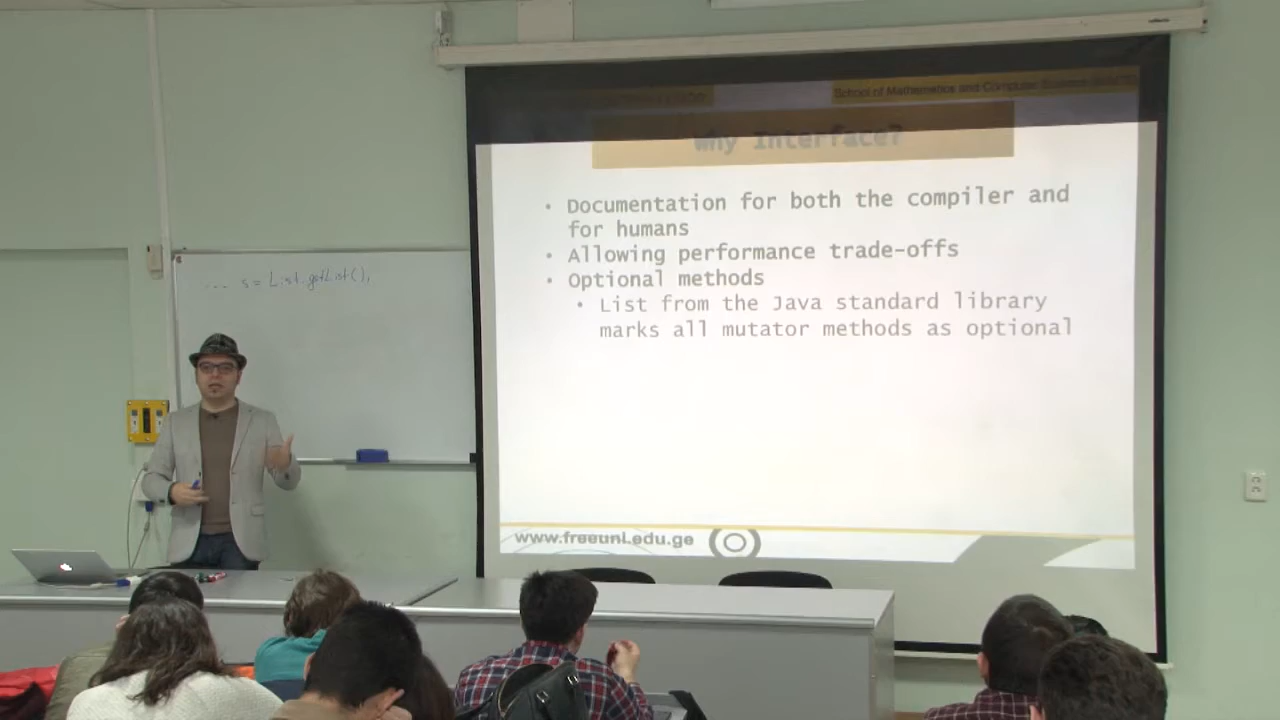 School of Mathematics and Computer Science
Why Interface?
• Documentation for both the compiler and
for humans
• Allowing performance trade-offs
• Optional methods
• List from the Java standard library
marks all mutator methods as optional
www.freeuni.edu.ge
... s = List.getList();